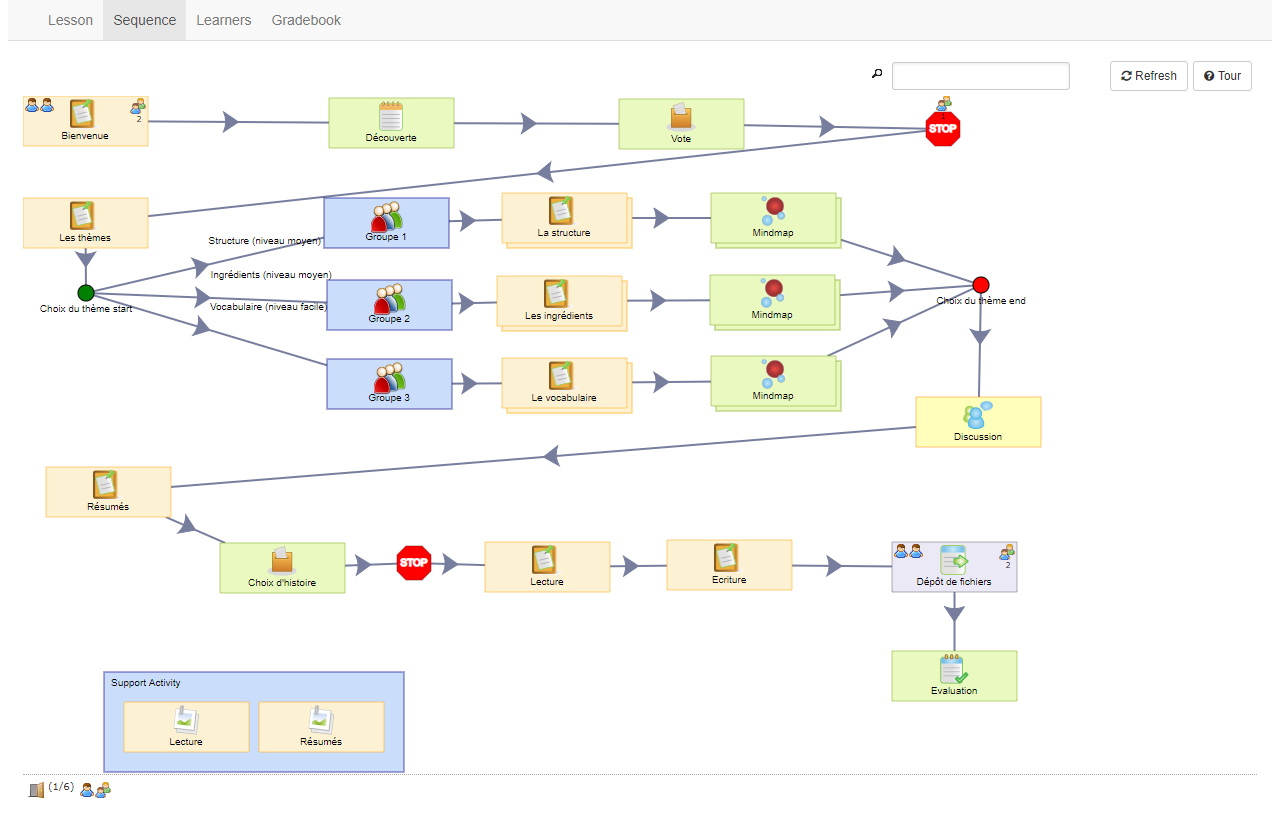 Lesson Sequence Learners Gradebook
Refresh Tour
2
Bienvenue
Découverte
Vote
1
STOP
Les thèmes
Structure (niveau moyen)
Groupe 1
La structure
Mindmap
Ingrédients (niveau moyen)
Choix du thème start
Vocabulaire (niveau facile)
Groupe 2
Les ingrédients
Mindmap
Choix du thème end
Groupe 3
Le vocabulaire
Mindmap
Discussion
Résumés
Choix d'histoire
STOP
Lecture
Ecriture
2
Dépôt de fichiers
Evaluation
Support Activity
Lecture
Résumés
(1/6)